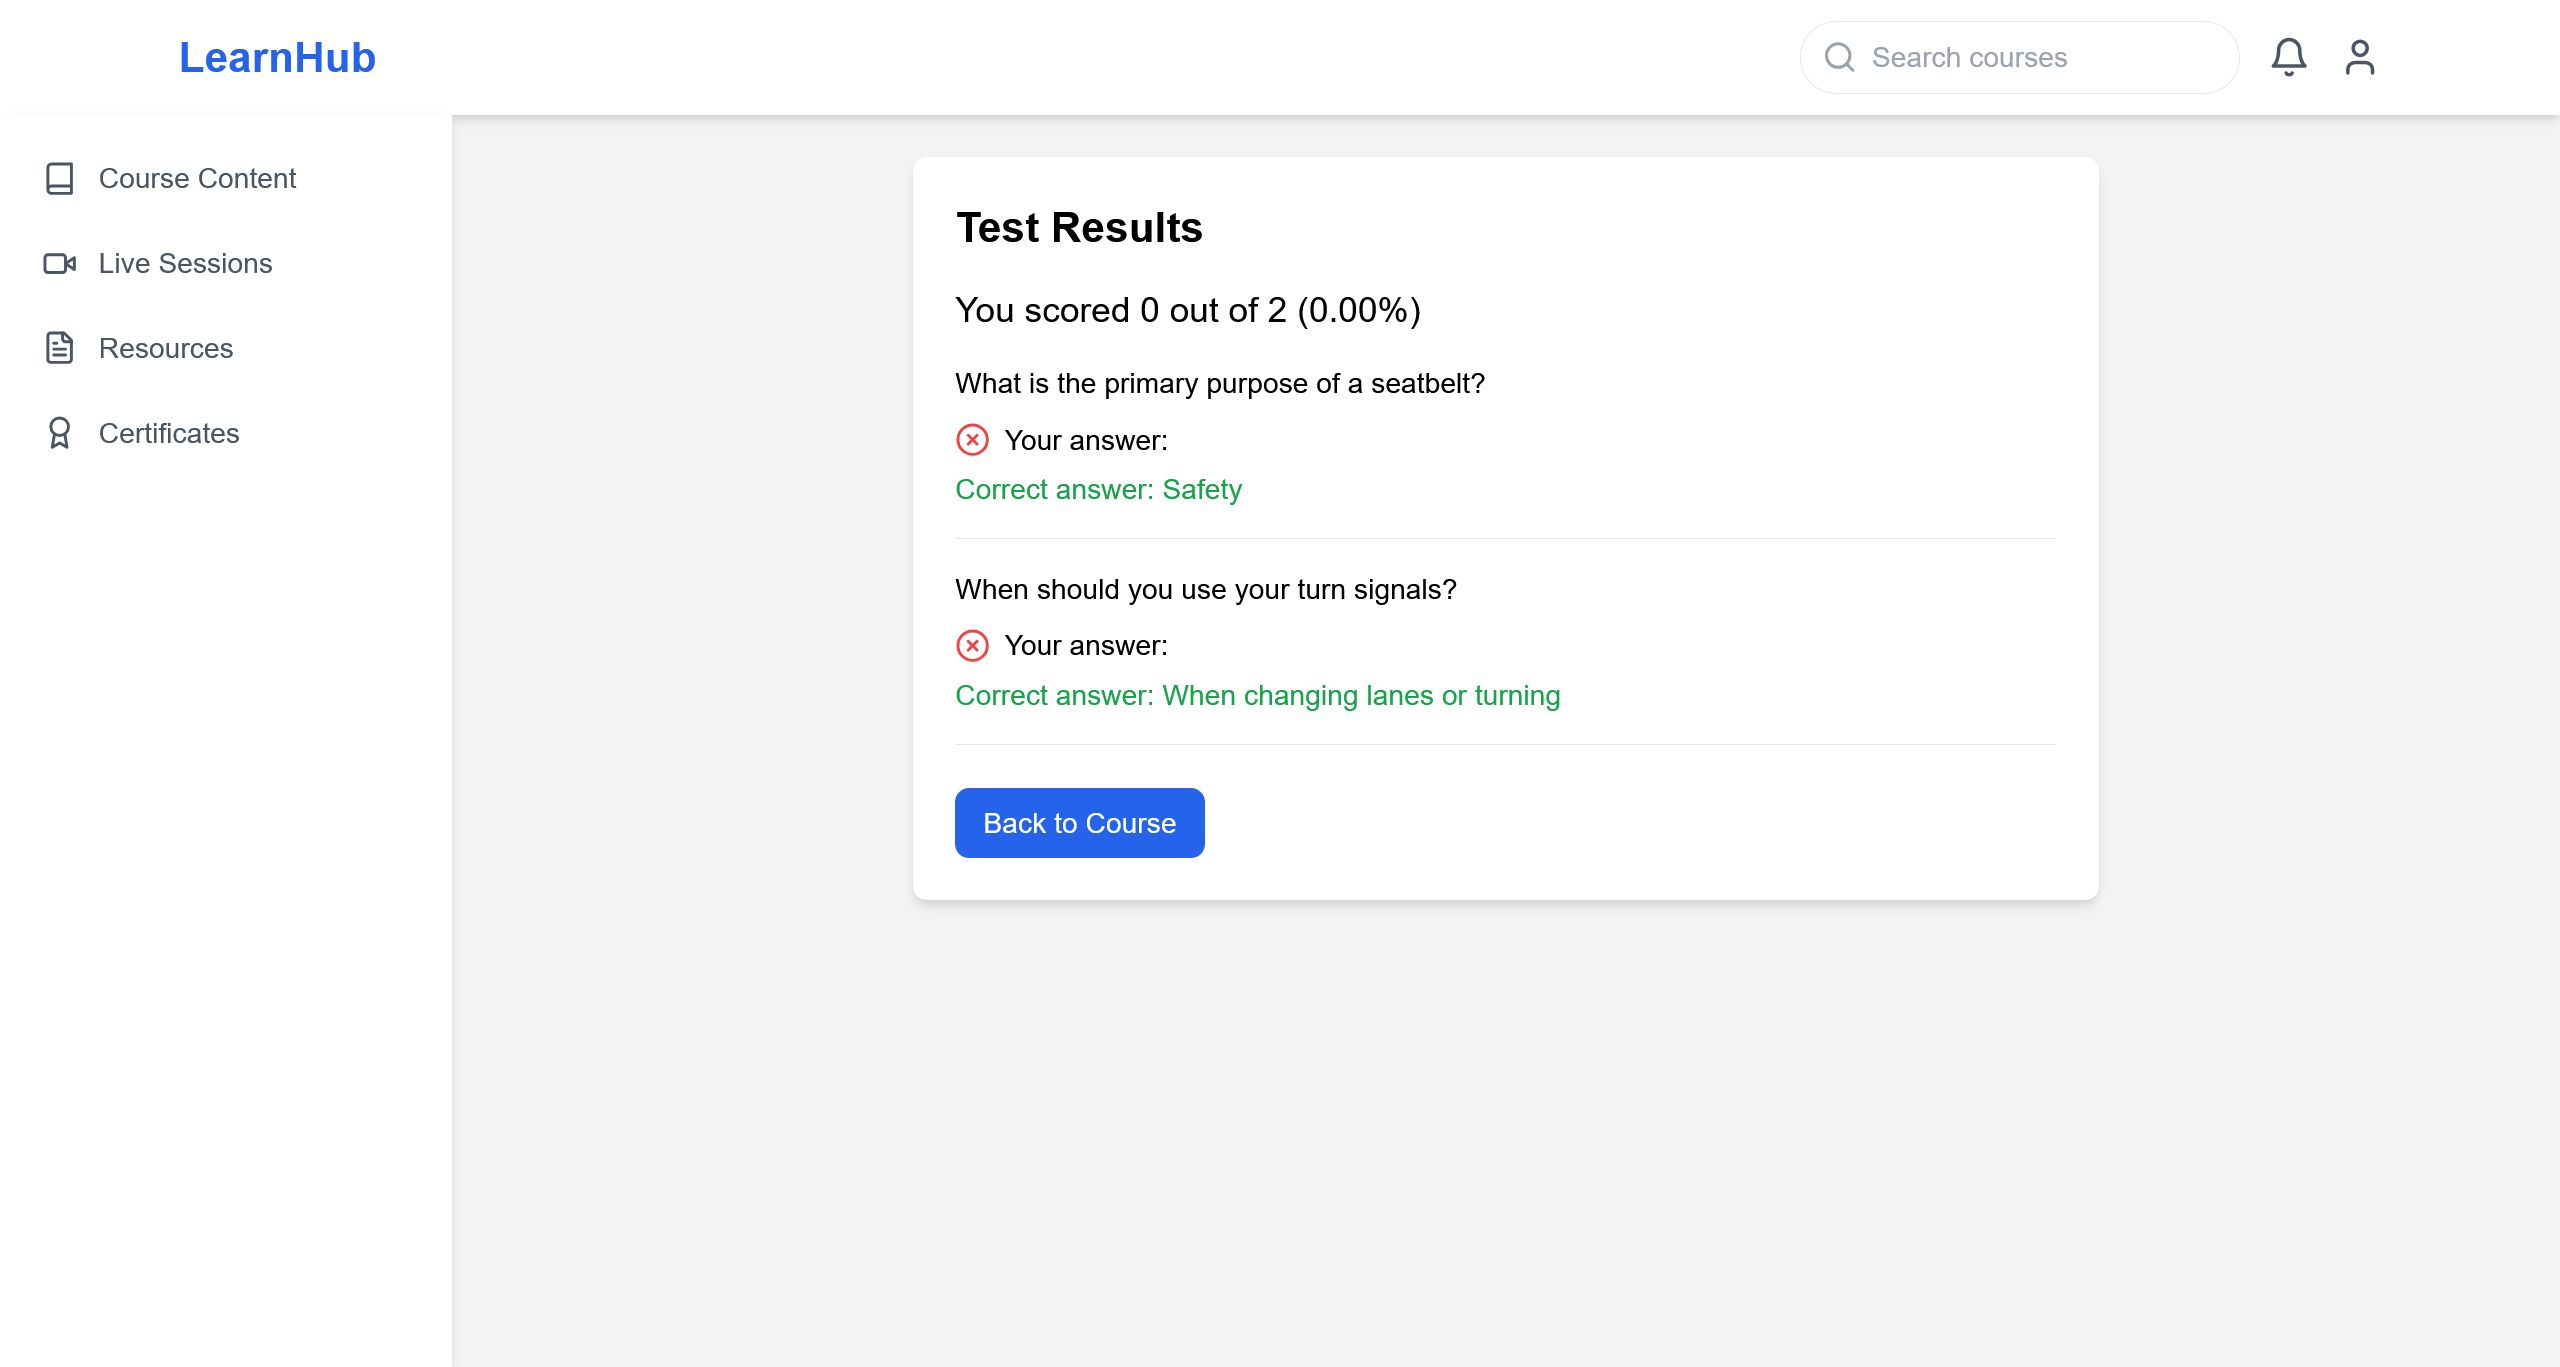 LearnHub
Search courses
Course Content
Live Sessions
Resources
Certificates
Test Results
You scored 0 out of 2 (0.00%)
What is the primary purpose of a seatbelt?
Your answer:
Correct answer: Safety
When should you use your turn signals?
Your answer:
Correct answer: When changing lanes or turning
Back to Course